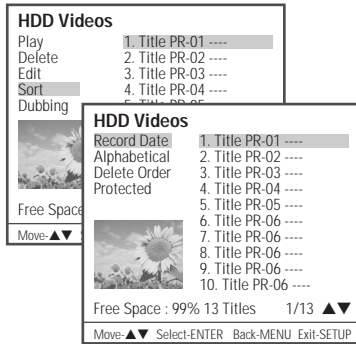 HDD Videos
Play 1. Title PR-01 ----
Delete 2. Title PR-02 ----
Edit 3. Title PR-03 ----
Sort 4. Title PR-04 ----
Dubbing
Free Space
Move-▲▼
HDD Videos
Record Date 1. Title PR-01 ----
Alphabetical 2. Title PR-02 ----
Delete Order 3. Title PR-03 ----
Protected 4. Title PR-04 ----
5. Title PR-05 ----
6. Title PR-06 ----
7. Title PR-06 ----
8. Title PR-06 ----
9. Title PR-06 ----
10. Title PR-06 ----
Free Space : 99% 13 Titles 1/13 ▲▼
Move-▲▼ Select-ENTER Back-MENU Exit-SETUP